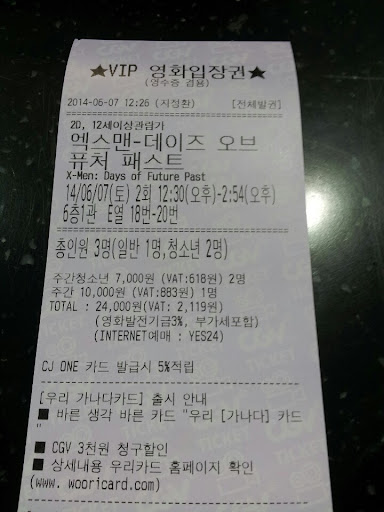 ★VIP 영화입장권★
(영수증 겸용)
2014-06-07 12:26 (지정환) [전체발권]
2D, 12세이상관람가
엑스맨-데이즈 오브
퓨처 패스트
X-Men: Days of Future Past
14/06/07(토) 2회 12:30(오후)-2:54(오후)
6층1관 E열 18번-20번
총인원 3명(일반 1명,청소년 2명)
주간청소년 7,000원 (VAT:618원) 2명
주간 10,000원 (VAT:883원) 1명
TOTAL : 24,000원(VAT: 2,119원)
(영화발전기금3%, 부가세포함)
(INTERNET예매 : YES24)
CJ ONE 카드 발급시 5%적립
[우리 가나다카드] 출시 안내
■ 바른 생각 바른 카드 "우리 [가나다] 카드
"
■ CGV 3천원 청구할인
■ 상세내용 우리카드 홈페이지 확인
(www. wooricard.com)